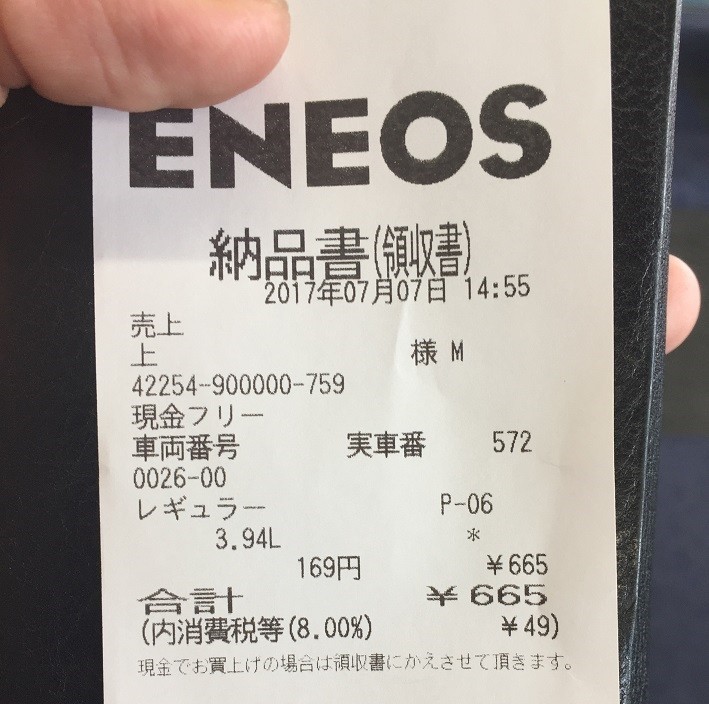 ENEOS
納品書(領収書)
2017年07月07日 14:55
売上
上 様 M
42254-900000-759
現金フリー
車両番号 実車番 572
0026-00
レギュラー P-06
3.94L *
169円 ¥665
合計 ¥665
(内消費税等(8.00%) ¥49)
現金でお買上げの場合は領収書にかえさせて頂きます。